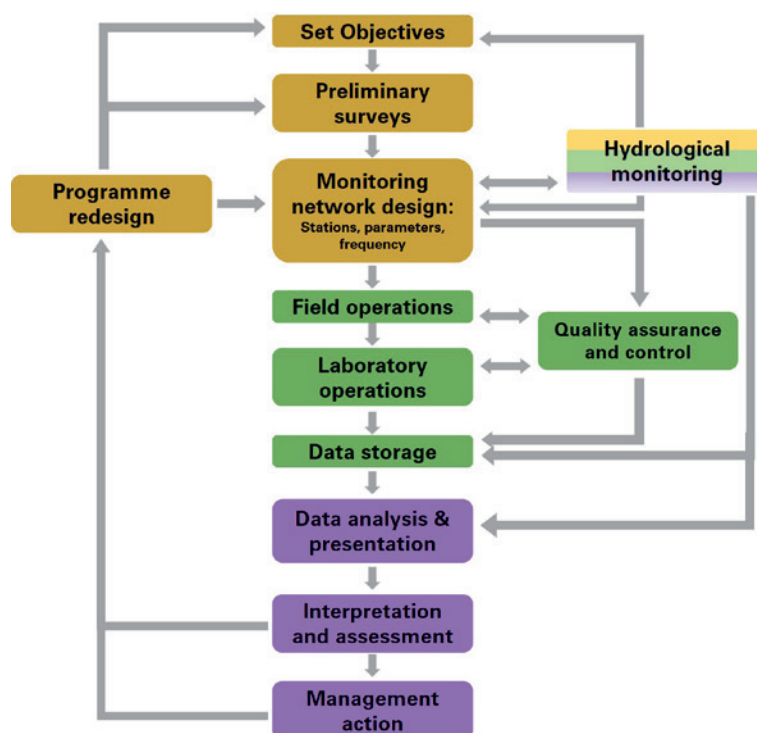 Set Objectives
Preliminary
surveys
Hydrological
monitoring
Programme
redesign
Monitoring
network design:
Stations, parameters,
frequency
Field operations
Quality assurance
and control
Laboratory
operations
Data storage
Data analysis &
presentation
Interpretation
and assessment
Management
action